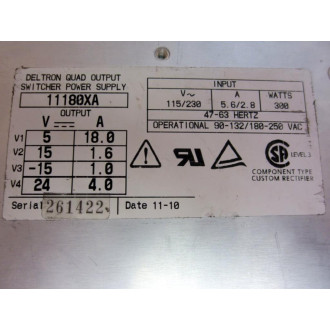 DELTRON QUAD OUTPUT
SWITCHER POWER SUPPLY
11180XA
OUTPUT
V A
V1 5 18.0
V2 15 1.6
V3 -15 1.0
V4 24 4.0
INPUT
V~ A WATTS
115/230 5.6/2.8 300
47-63 HERTZ
OPERATIONAL 90-132/180-250 VAC
LEVEL 3
COMPONENT TYPE
CUSTOM RECTIFIER
Serial 261422 Date 11-10